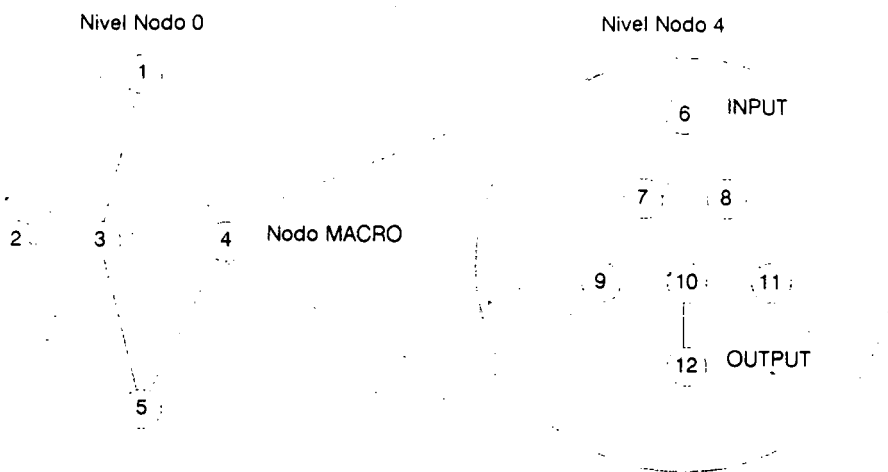 Nivel Nodo 0
1
2 3 4 Nodo MACRO
5
Nivel Nodo 4
6 INPUT
7 8
9 10 11
12 OUTPUT